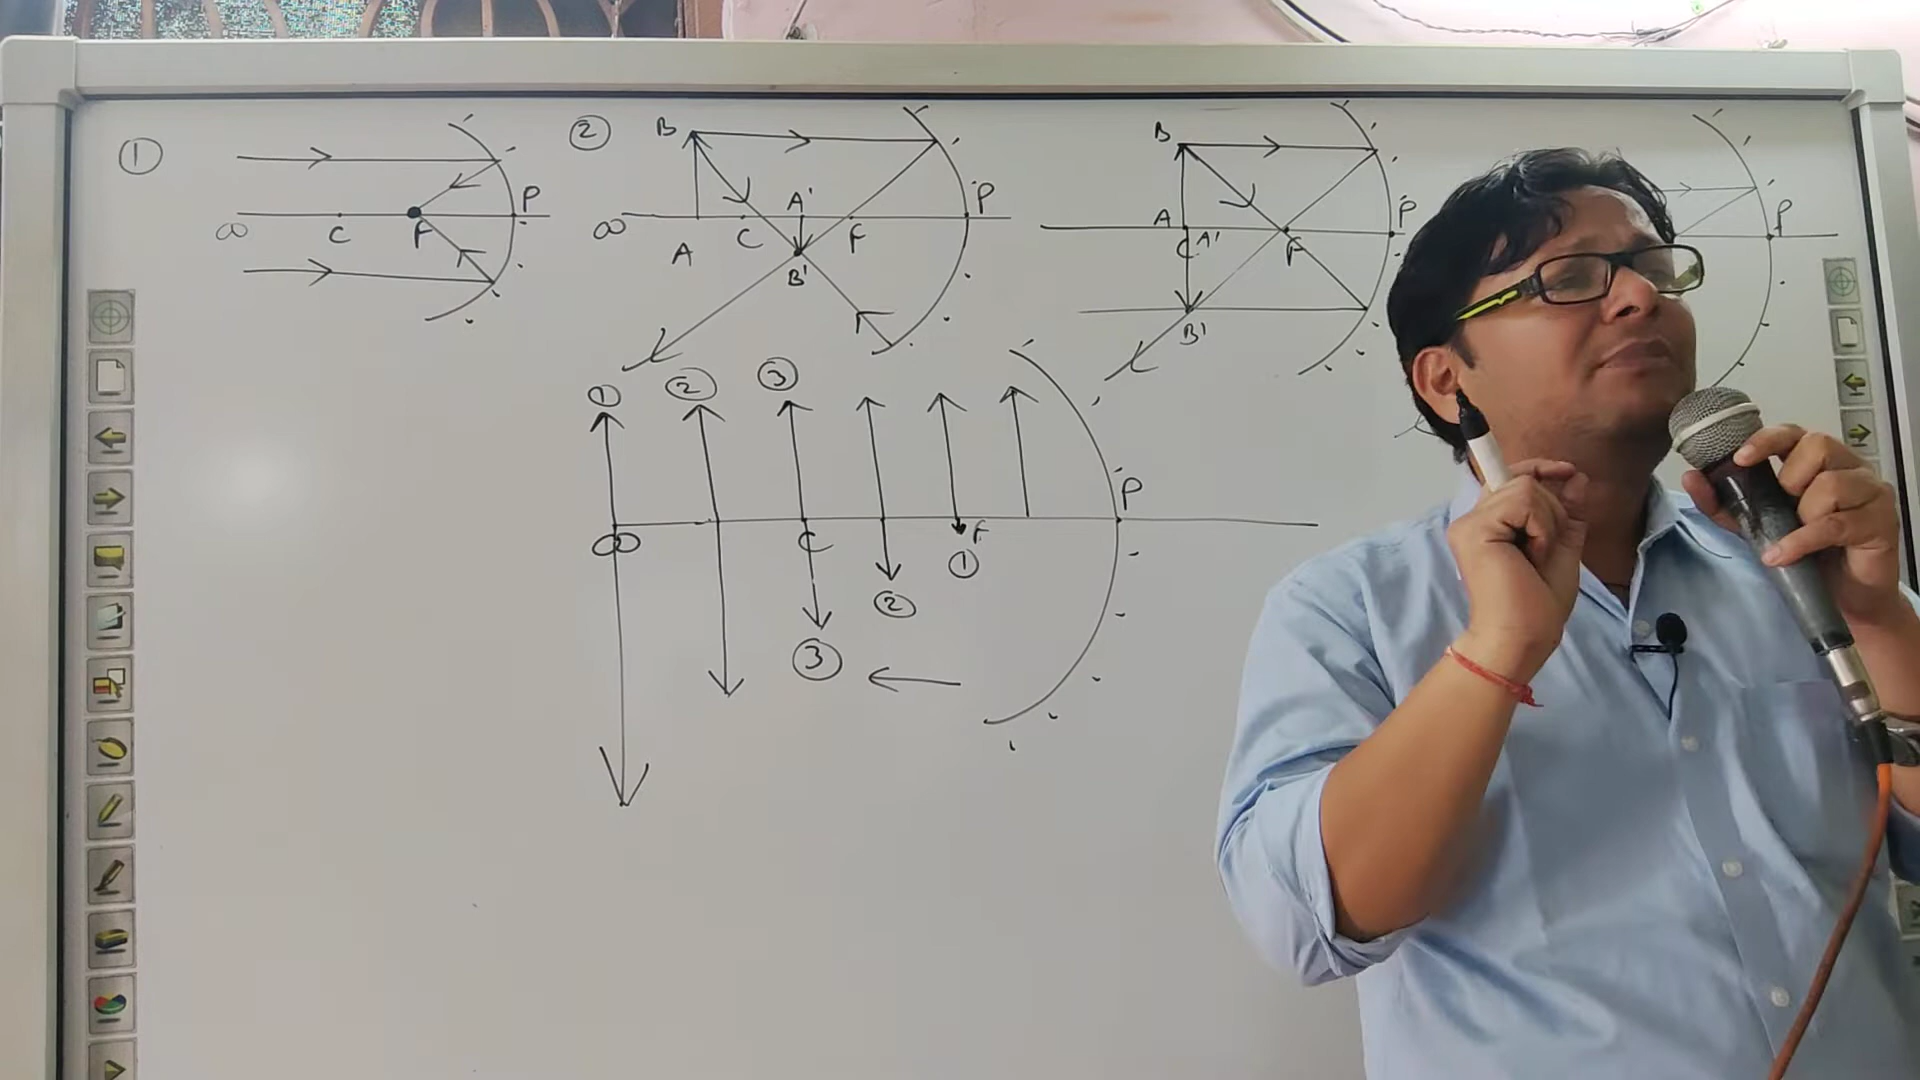 ①
∞ C F P
②
B
∞ A C A' F P
B'
B
A C A' F P
B'
P
① ② ③
P
∞ C F
①
②
③